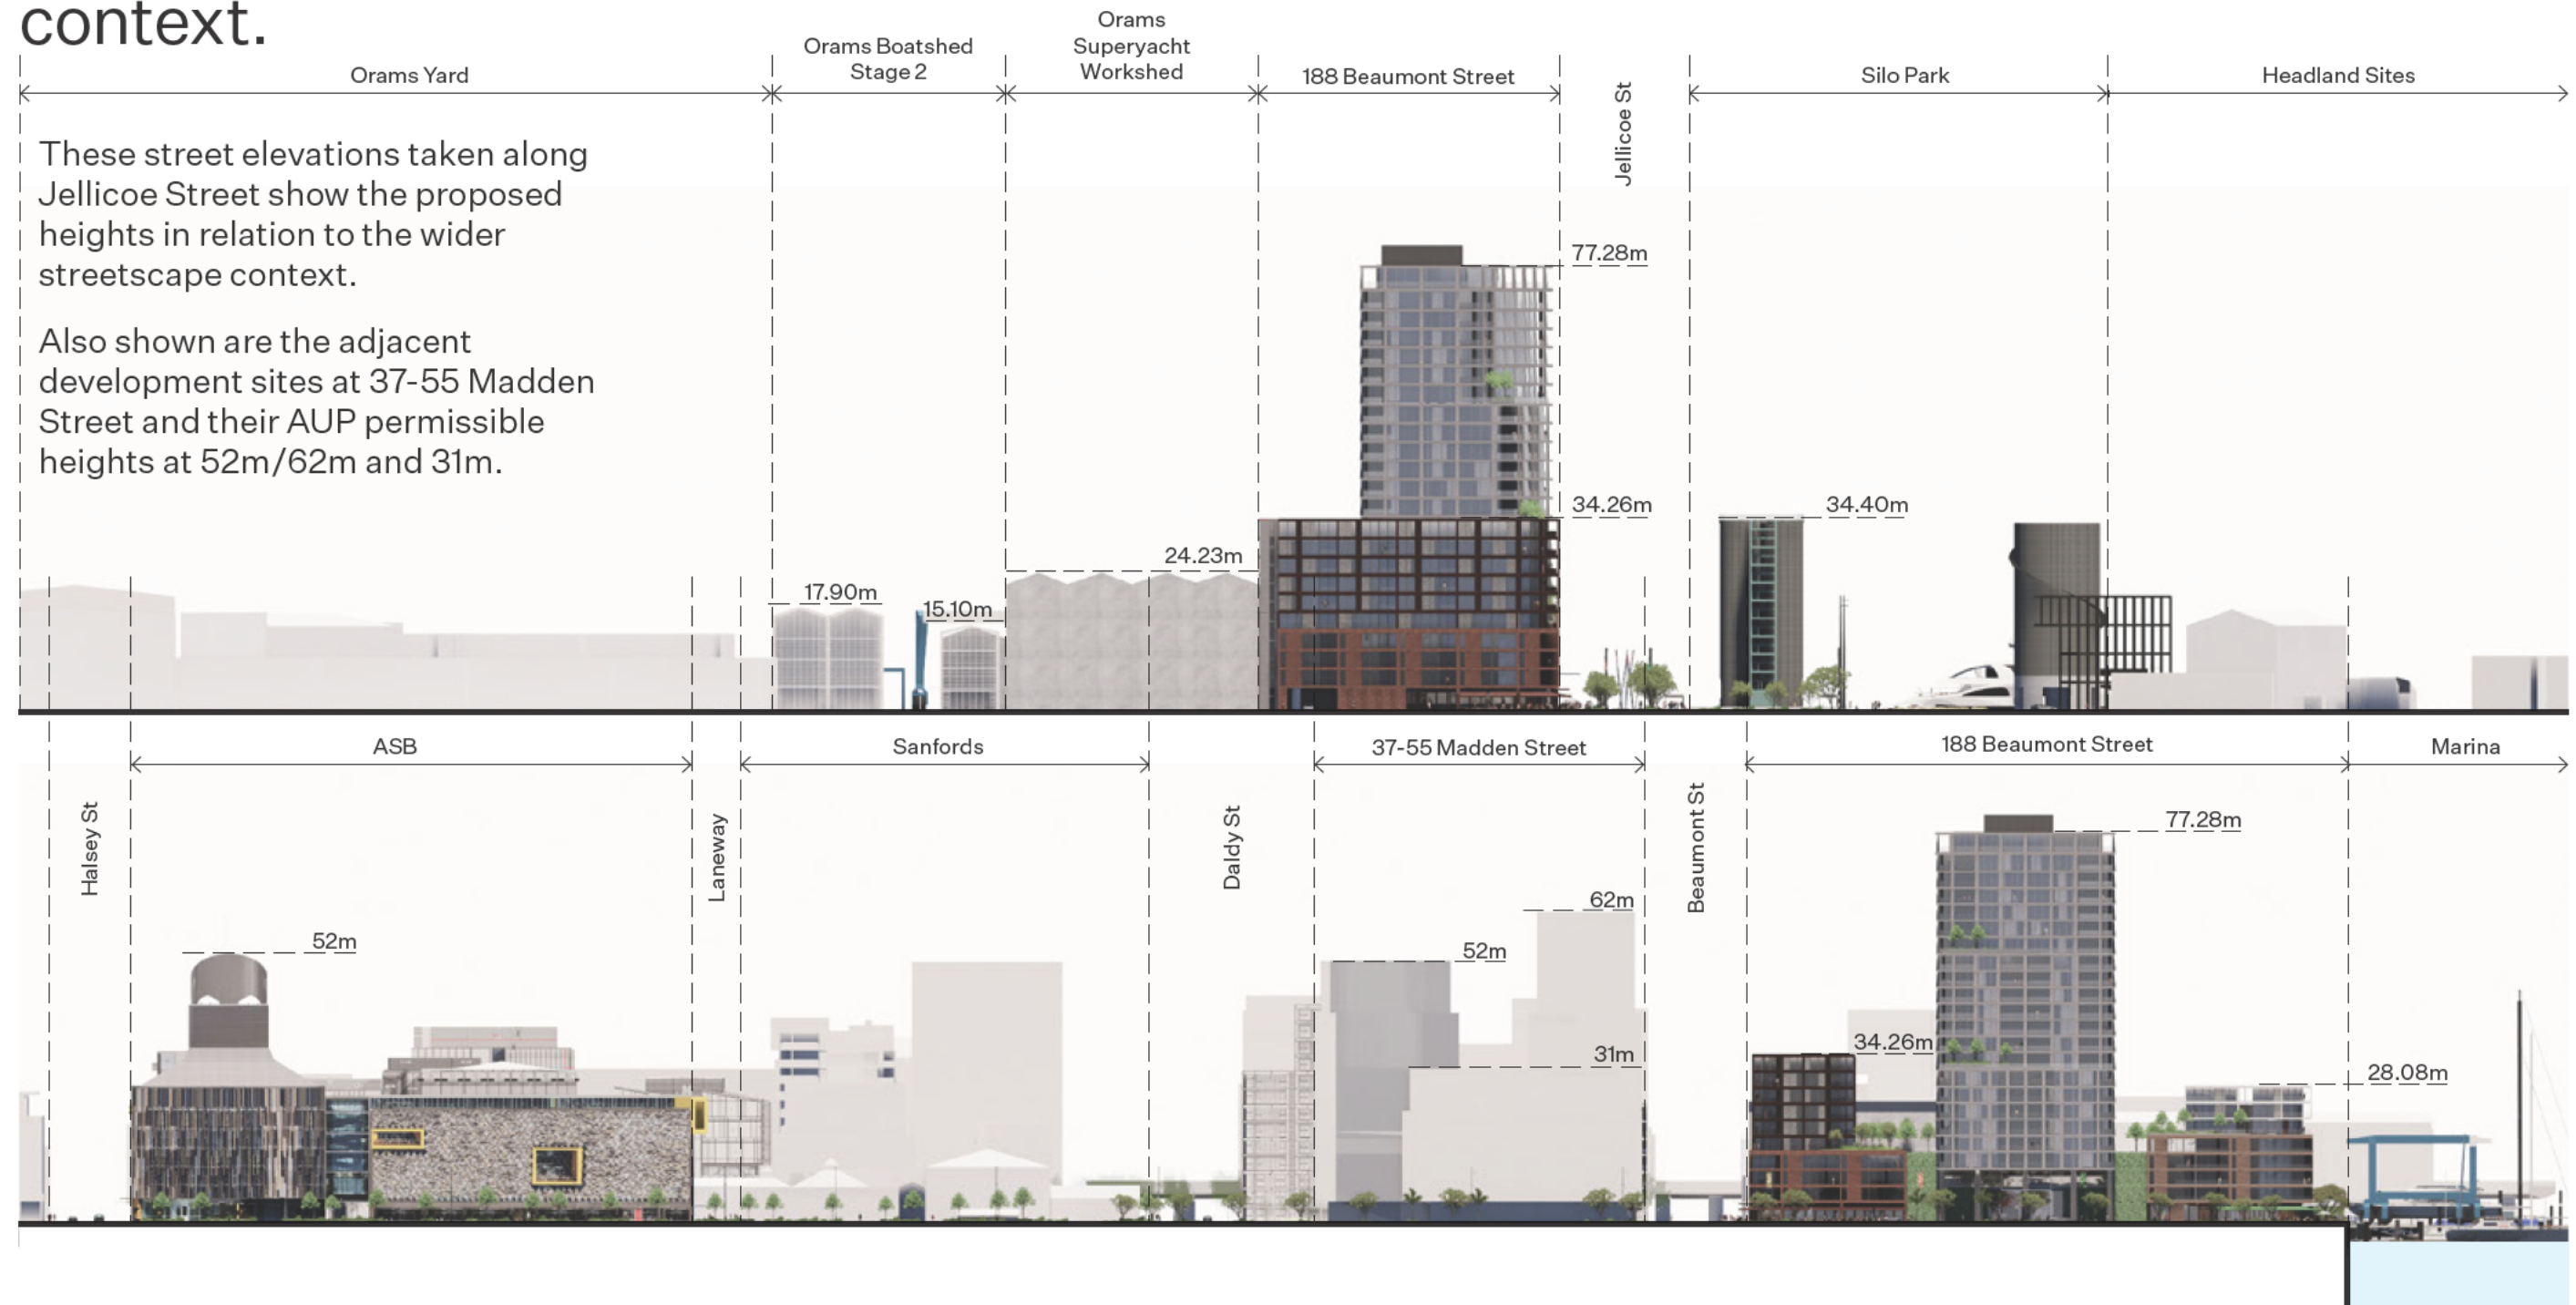 context.
Orams Yard
Orams Boatshed
Stage 2
Orams
Superyacht
Workshed
188 Beaumont Street
Jellicoe St
Silo Park
Headland Sites
These street elevations taken along
Jellicoe Street show the proposed
heights in relation to the wider
streetscape context.
Also shown are the adjacent
development sites at 37-55 Madden
Street and their AUP permissible
heights at 52m/62m and 31m.
77.28m
34.26m
34.40m
24.23m
17.90m
15.10m
ASB
Sanfords
37-55 Madden Street
188 Beaumont Street
Marina
Halsey St
Laneway
Daldy St
Beaumont St
77.28m
62m
52m
52m
31m
34.26m
28.08m